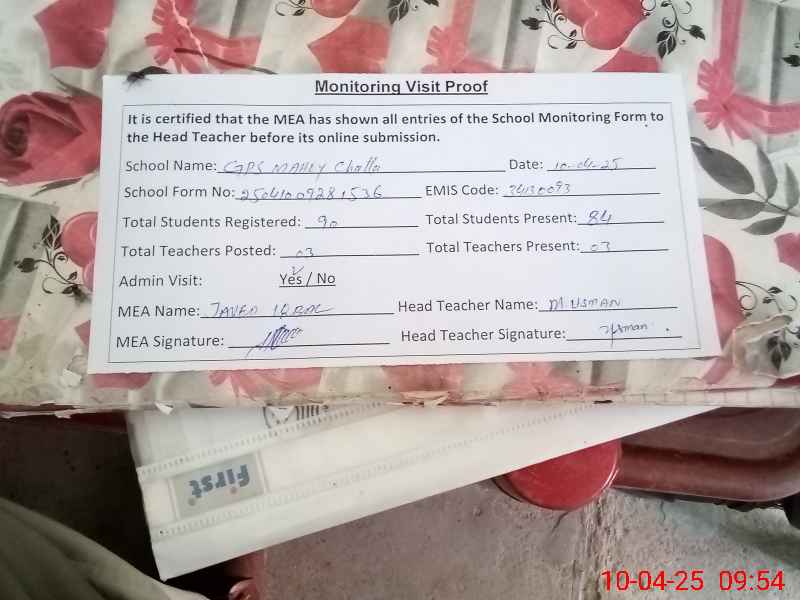 Monitoring Visit Proof
It is certified that the MEA has shown all entries of the School Monitoring Form to
the Head Teacher before its online submission.
School Name: GPS MAHLY Chatta Date: 10-04-25
School Form No: 25041009281536 EMIS Code: 34130093
Total Students Registered: 90 Total Students Present: 84
Total Teachers Posted: 03 Total Teachers Present: 03
Admin Visit: Yes / No
MEA Name: JAVED IQBAL Head Teacher Name: M.USMAN
MEA Signature: Head Teacher Signature: Usman
first
10-04-25 09:54